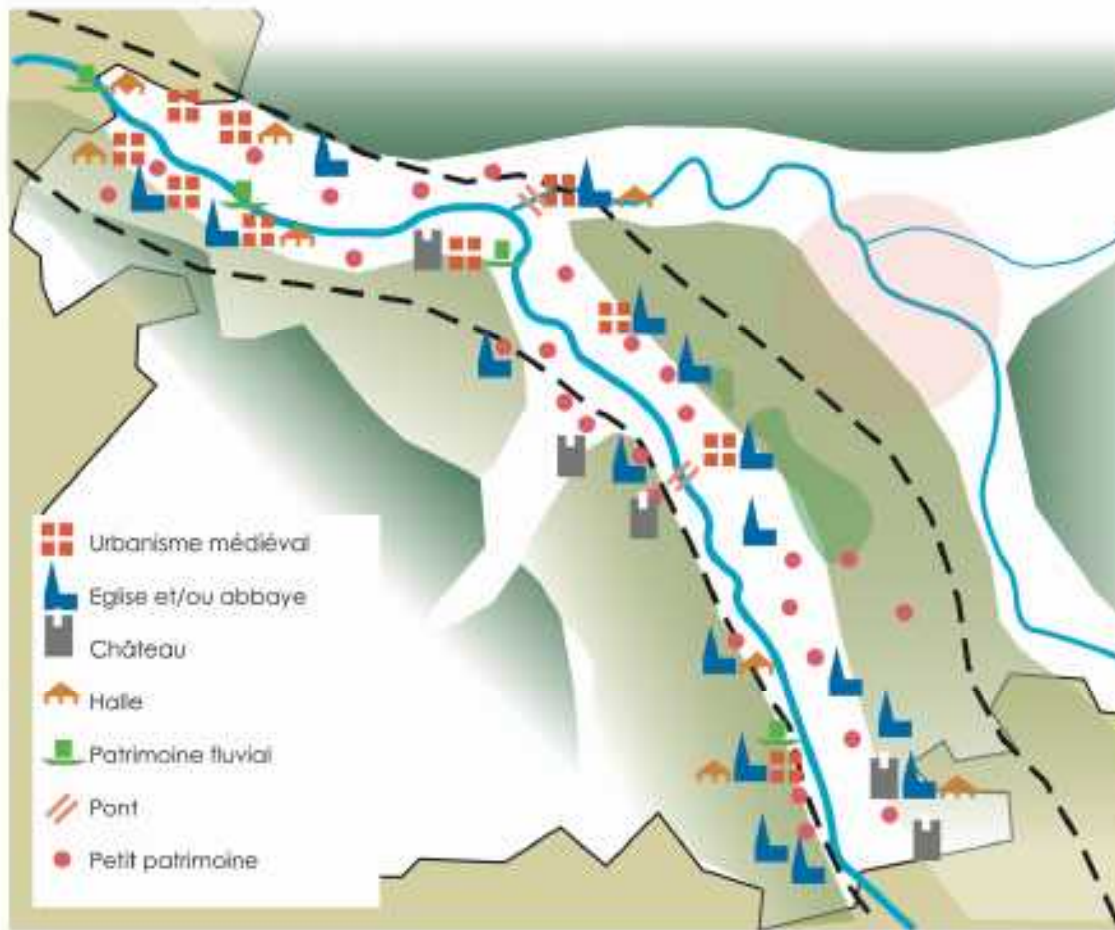 Urbanisme médiéval
Eglise et/ou abbaye
Château
Halle
Patrimoine fluvial
Pont
Petit patrimoine